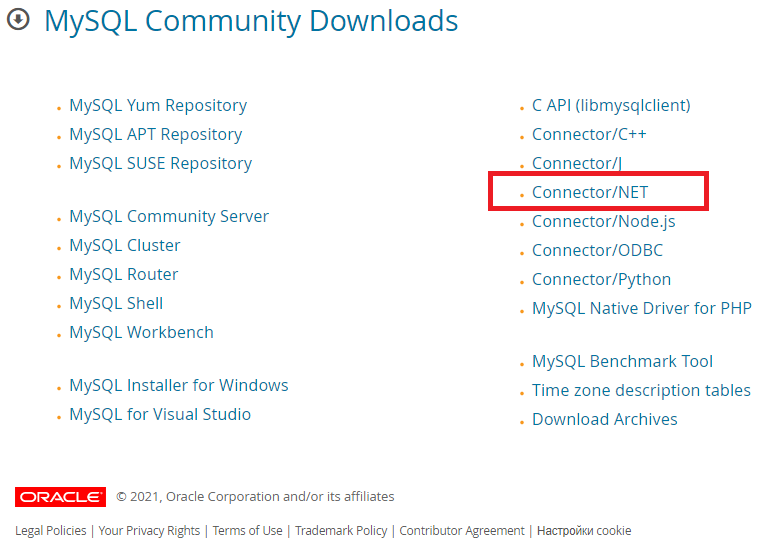 MySQL Community Downloads
MySQL Yum Repository
MySQL APT Repository
MySQL SUSE Repository
MySQL Community Server
MySQL Cluster
MySQL Router
MySQL Shell
MySQL Workbench
MySQL Installer for Windows
MySQL for Visual Studio
C API (libmysqlclient)
Connector/C++
Connector/J
Connector/NET
Connector/Node.js
Connector/ODBC
Connector/Python
MySQL Native Driver for PHP
MySQL Benchmark Tool
Time zone description tables
Download Archives
ORACLE © 2021, Oracle Corporation and/or its affiliates
Legal Policies | Your Privacy Rights | Terms of Use | Trademark Policy | Contributor Agreement | Настройки cookie